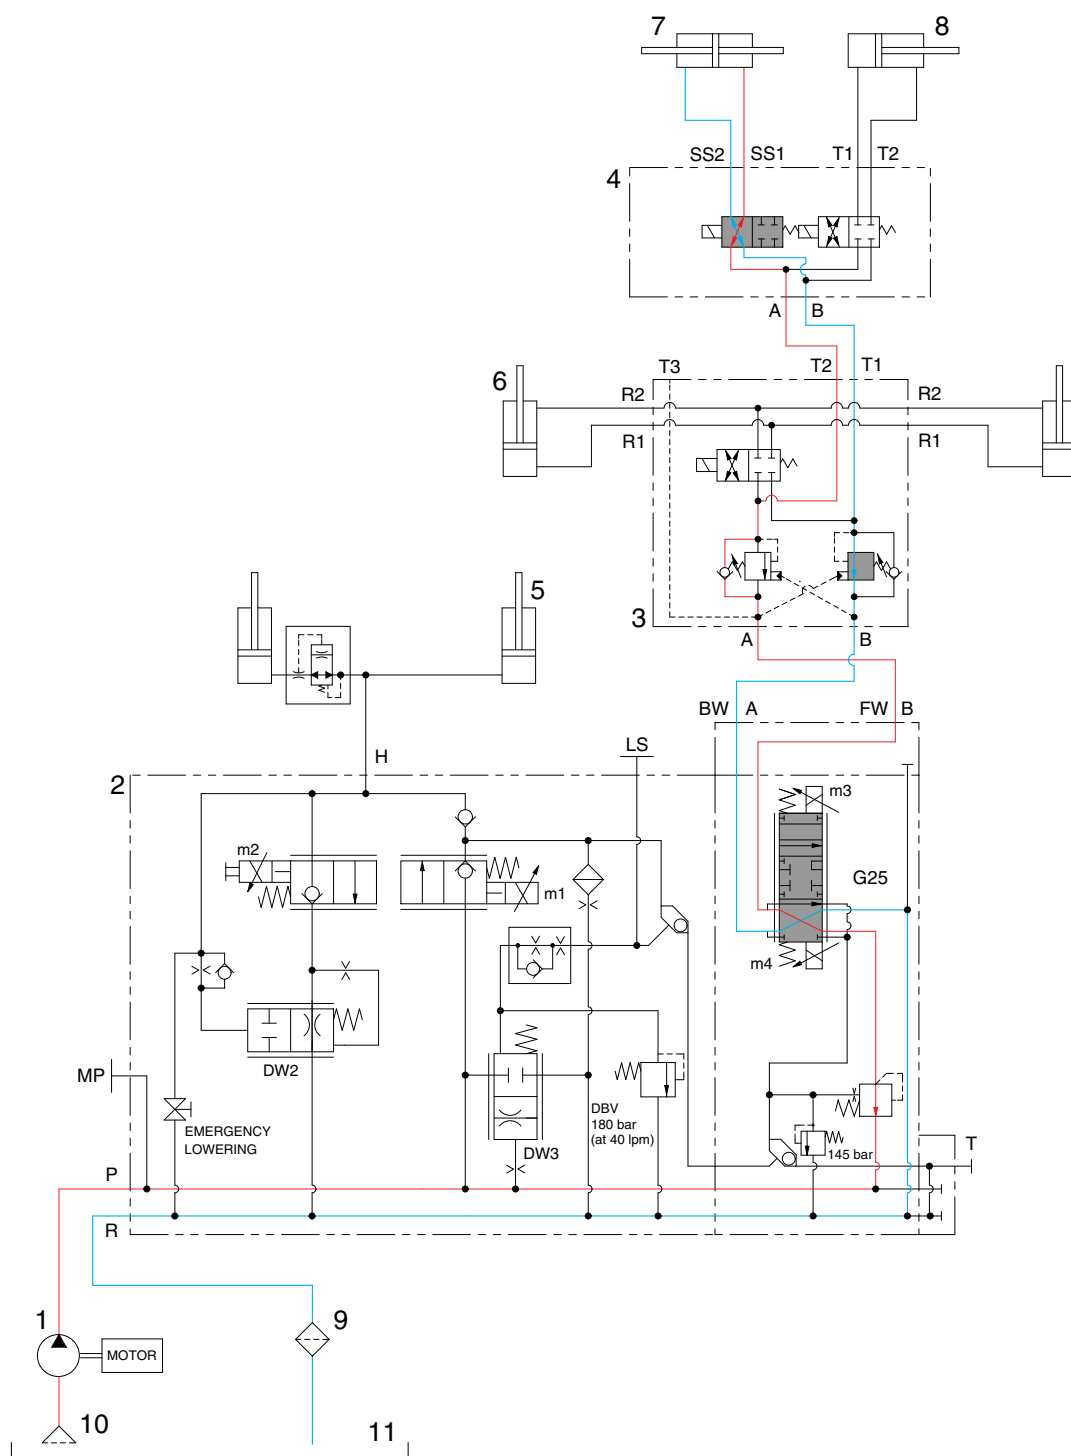 7
8
SS2
SS1
T1
T2
4
A
B
T3
T2
T1
6
R2
R2
R1
R1
3
A
B
5
BW
A
FW
B
LS
H
2
m3
m2
m1
G25
m4
DW2
MP
DBV
180 bar
(at 40 lpm)
EMERGENCY
LOWERING
DW3
145 bar
T
P
R
1
9
MOTOR
10
11